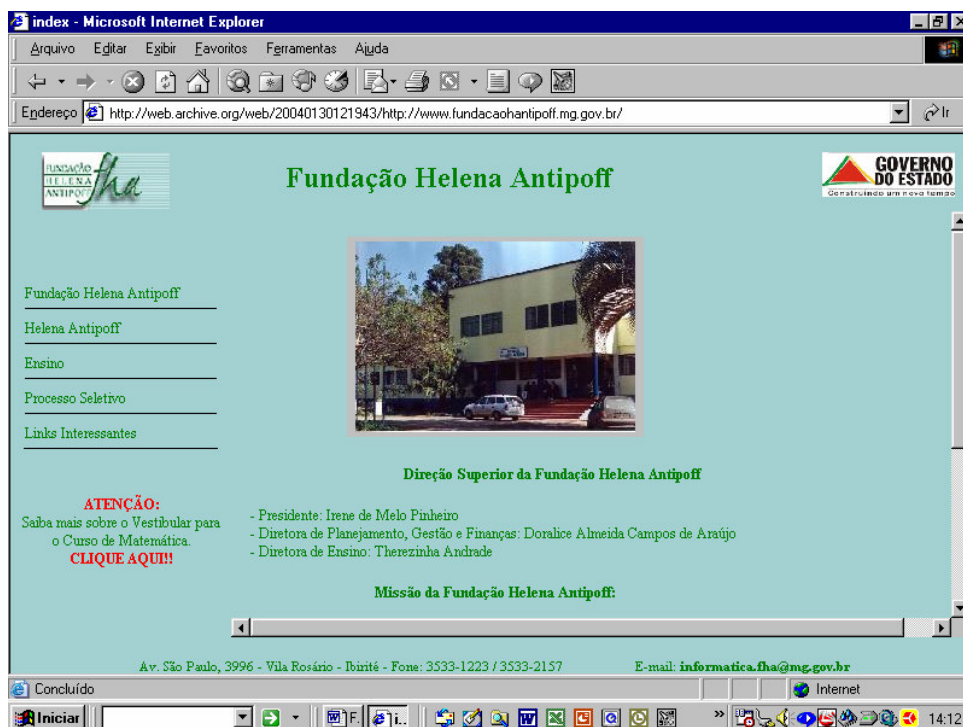 index - Microsoft Internet Explorer
Arquivo Editar Exibir Favoritos Ferramentas Ajuda
Endereço http://web.archive.org/web/20040130121943/http://www.fundacaohantipoff.mg.gov.br/ Ir
FUNDAÇÃO
HELENA
ANTIPOFF
fha
Fundação Helena Antipoff
GOVERNO
DO ESTADO
Construindo um novo tempo
Fundação Helena Antipoff
Helena Antipoff
Ensino
Processo Seletivo
Links Interessantes
ATENÇÃO:
Saiba mais sobre o Vestibular para
o Curso de Matemática.
CLIQUE AQUI!!
Direção Superior da Fundação Helena Antipoff
- Presidente: Irene de Melo Pinheiro
- Diretora de Planejamento, Gestão e Finanças: Doralice Almeida Campos de Araújo
- Diretora de Ensino: Therezinha Andrade
Missão da Fundação Helena Antipoff:
Av. São Paulo, 3996 - Vila Rosário - Ibirité - Fone: 3533-1223 / 3533-2157 E-mail: informatica.fha@mg.gov.br
Concluído Internet
Iniciar F. i.. » 14:12